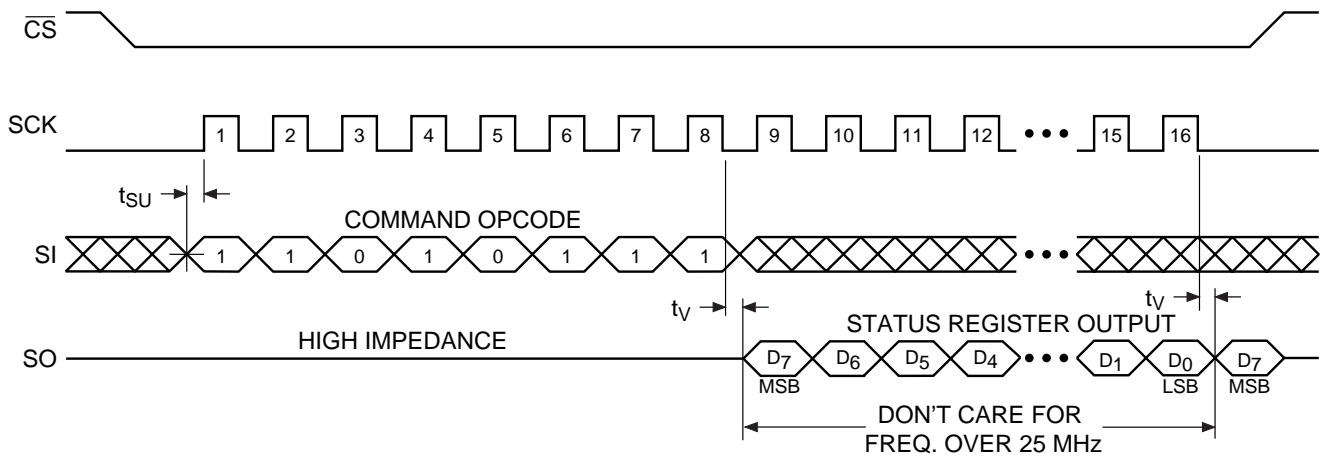 CS
SCK
1 2 3 4 5 6 7 8 9 10 11 12 ••• 15 16
tSU
COMMAND OPCODE
SI
1 1 0 1 0 1 1 1 •••
tV
tV
HIGH IMPEDANCE
STATUS REGISTER OUTPUT
SO
D7 D6 D5 D4 ••• D1 D0 D7
MSB LSB MSB
DON'T CARE FOR
FREQ. OVER 25 MHz